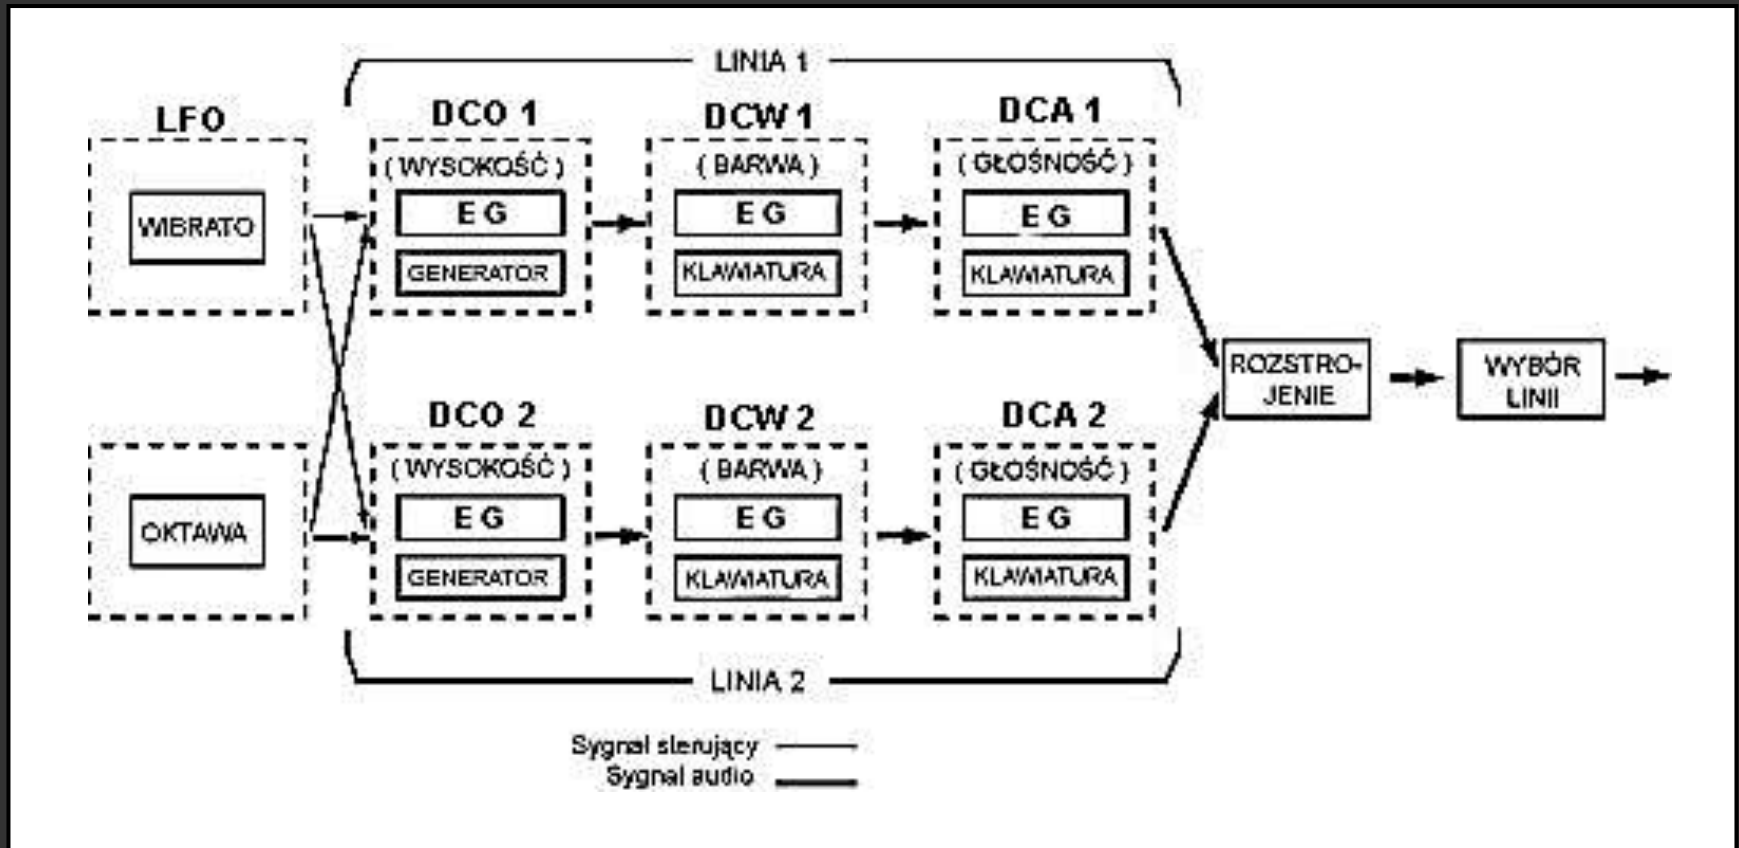 LINIA 1
LFO
WIBRATO
DCO 1
( WYSOKOŚĆ )
E G
GENERATOR
DCW 1
( BARWA )
E G
KLAWIATURA
DCA 1
( GŁOŚNOŚĆ )
E G
KLAWIATURA
OKTAWA
DCO 2
( WYSOKOŚĆ )
E G
GENERATOR
DCW 2
( BARWA )
E G
KLAWIATURA
DCA 2
( GŁOŚNOŚĆ )
E G
KLAWIATURA
ROZSTRO-
JENIE
WYBÓR
LINII
LINIA 2
Sygnał sterujący
Sygnał audio